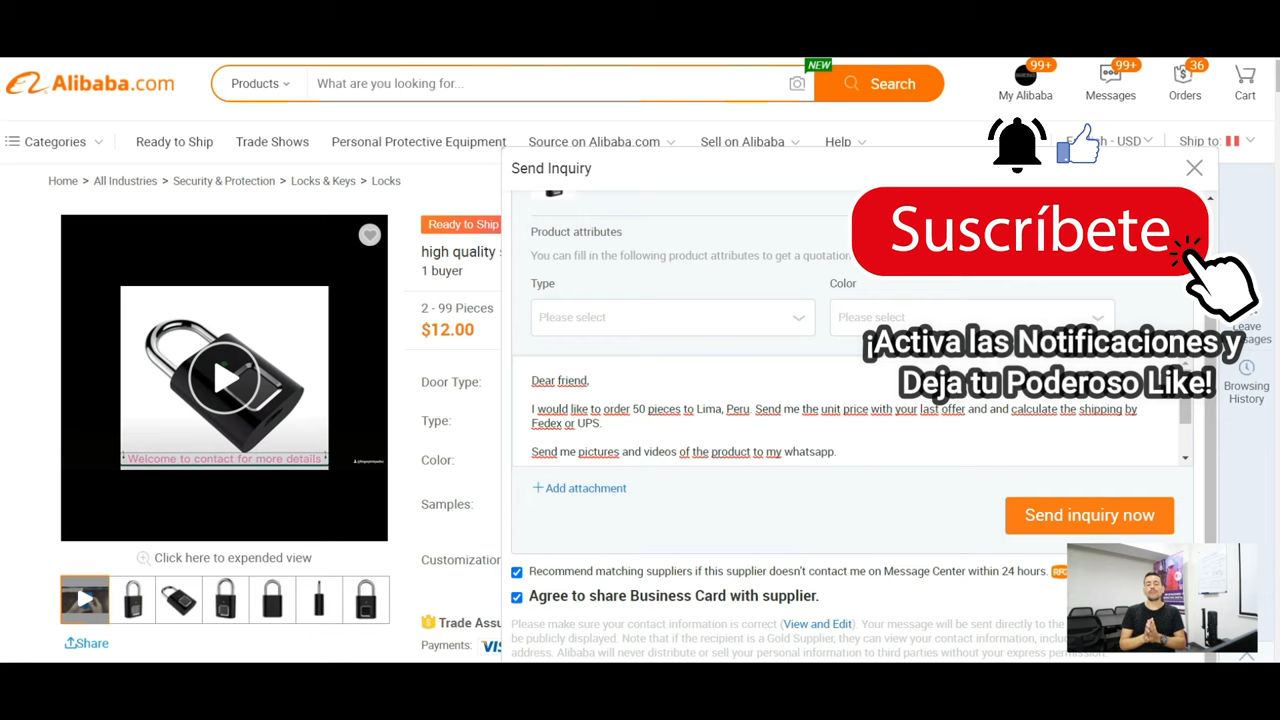 Alibaba.com
Products
What are you looking for...
NEW
Search
99+
My Alibaba
99+
Messages
36
Orders
Cart
Categories
Ready to Ship
Trade Shows
Personal Protective Equipment
Source on Alibaba.com
Sell on Alibaba
Help
- USD
Ship to:
Home > All Industries > Security & Protection > Locks & Keys > Locks
Send Inquiry
Suscríbete
Ready to Ship
high quality
1 buyer
2 - 99 Pieces
$12.00
Door Type:
Type:
Color:
Samples:
Customization
Trade Assu
Payments: VIS
Product attributes
You can fill in the following product attributes to get a quotation
Type
Color
Please select
Please select
¡Activa las Notificaciones y
Deja tu Poderoso Like!
Leave
Browsing
History
Dear friend,
I would like to order 50 pieces to Lima, Peru. Send me the unit price with your last offer and and calculate the shipping by
Fedex or UPS.
Send me pictures and videos of the product to my whatsapp.
Add attachment
Send inquiry now
Recommend matching suppliers if this supplier doesn't contact me on Message Center within 24 hours.
Agree to share Business Card with supplier.
Please make sure your contact information is correct (View and Edit). Your message will be sent directly to the
be publicly displayed. Note that if the recipient is a Gold Supplier, they can view your contact information, inclu
address. Alibaba will never distribute or sell your personal information to third parties without your express permission.
Welcome to contact for more details
Click here to expended view
Share